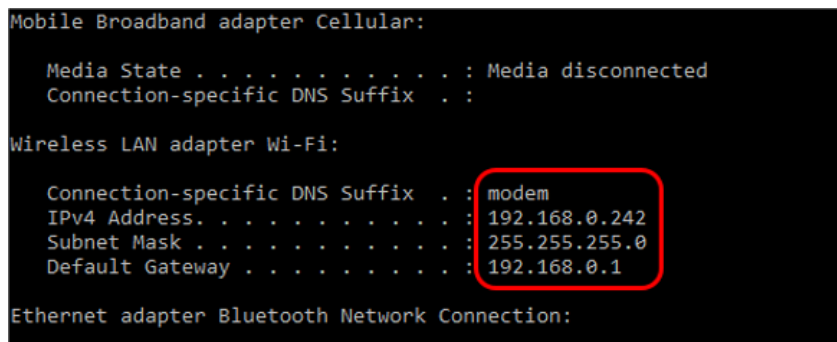 Mobile Broadband adapter Cellular:
Media State . . . . . . . . . . . : Media disconnected
Connection-specific DNS Suffix  . :
Wireless LAN adapter Wi-Fi:
Connection-specific DNS Suffix  . : modem
IPv4 Address. . . . . . . . . . . : 192.168.0.242
Subnet Mask . . . . . . . . . . . : 255.255.255.0
Default Gateway . . . . . . . . . : 192.168.0.1
Ethernet adapter Bluetooth Network Connection: